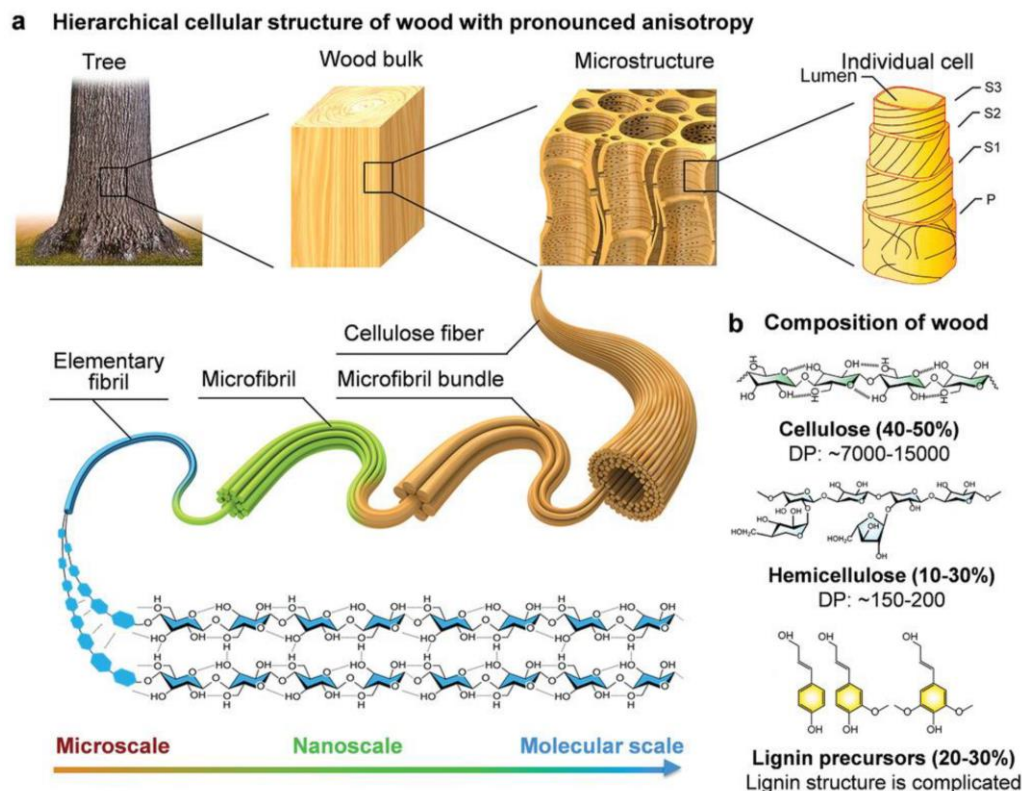 a Hierarchical cellular structure of wood with pronounced anisotropy
Tree
Wood bulk
Microstructure
Individual cell
Lumen
S3
S2
S1
P
Cellulose fiber
Elementary
fibril
Microfibril
Microfibril bundle
b Composition of wood
Cellulose (40-50%)
DP: ~7000-15000
Hemicellulose (10-30%)
DP: ~150-200
Lignin precursors (20-30%)
Lignin structure is complicated
Microscale
Nanoscale
Molecular scale